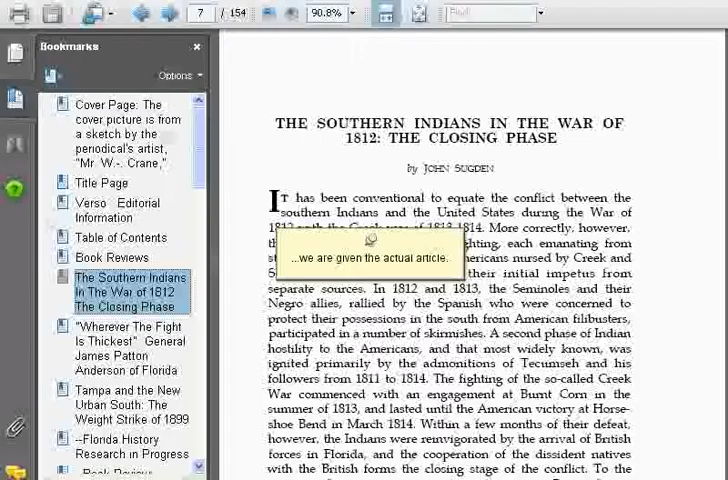 7 / 154
90.8%
Find
Bookmarks
Options
Cover Page: The
cover picture is from
a sketch by the
periodical's artist,
"Mr. W.-. Crane,"
Title Page
Verso Editorial
Information
Table of Contents
Book Reviews
The Southern Indians
In The War of 1812
The Closing Phase
"Wherever The Fight
Is Thickest" General
James Patton
Anderson of Florida
Tampa and the New
Urban South: The
Weight Strike of 1899
--Florida History
Research in Progress
--Book Review
THE SOUTHERN INDIANS IN THE WAR OF
1812: THE CLOSING PHASE
by JOHN SUGDEN
IT has been conventional to equate the conflict between the
southern Indians and the United States during the War of
1812 with the Creek war of 1813-1814. More correctly, however,
fighting, each emanating from
...we are given the actual article.
Americans nursed by Creek and
their initial impetus from
separate sources. In 1812 and 1813, the Seminoles and their
Negro allies, rallied by the Spanish who were concerned to
protect their possessions in the south from American filibusters,
participated in a number of skirmishes. A second phase of Indian
hostility to the Americans, and that most widely known, was
ignited primarily by the admonitions of Tecumseh and his
followers from 1811 to 1814. The fighting of the so-called Creek
War commenced with an engagement at Burnt Corn in the
summer of 1813, and lasted until the American victory at Horse-
shoe Bend in March 1814. Within a few months of their defeat,
however, the Indians were reinvigorated by the arrival of British
forces in Florida, and the cooperation of the dissident natives
with the British forms the closing stage of the conflict. To the